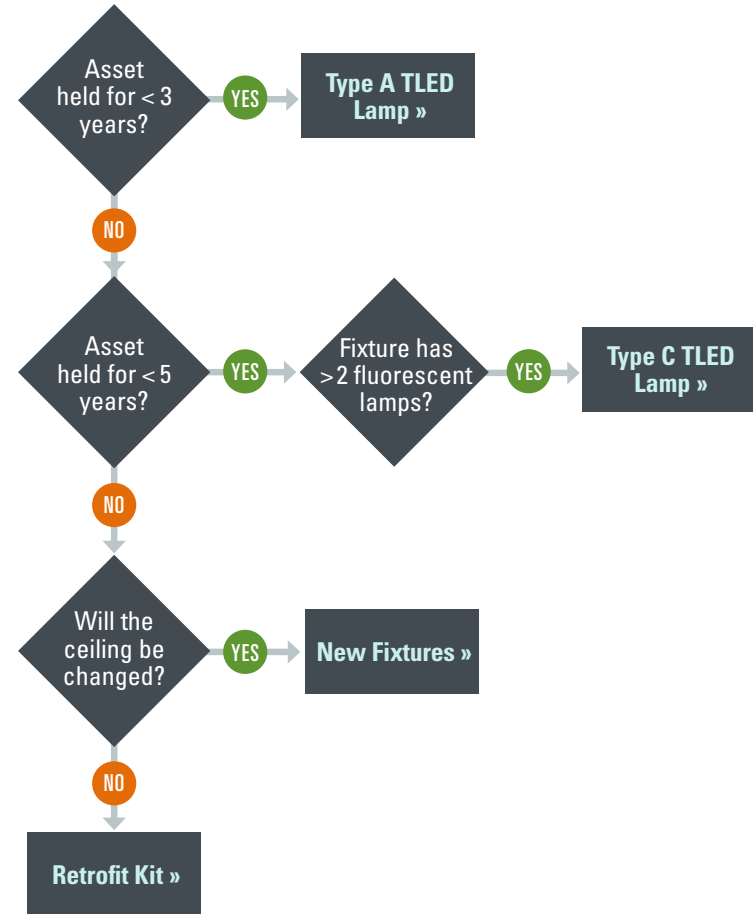 Asset
held for < 3
years?
YES
Type A TLED
Lamp »
NO
Asset
held for < 5
years?
YES
Fixture has
>2 fluorescent
lamps?
YES
Type C TLED
Lamp »
NO
Will the
ceiling be
changed?
YES
New Fixtures »
NO
Retrofit Kit »